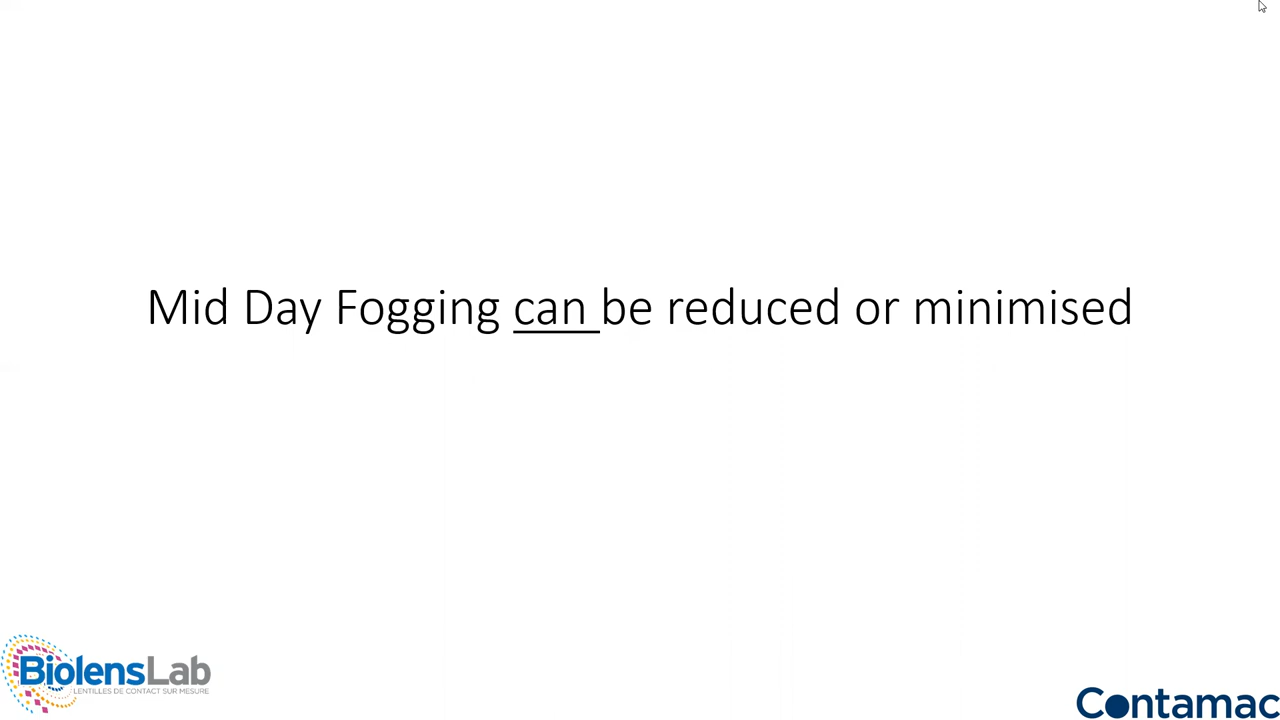 Mid Day Fogging can be reduced or minimised
BiolensLab
LENTILLES DE CONTACT SUR MESURE
Contamac